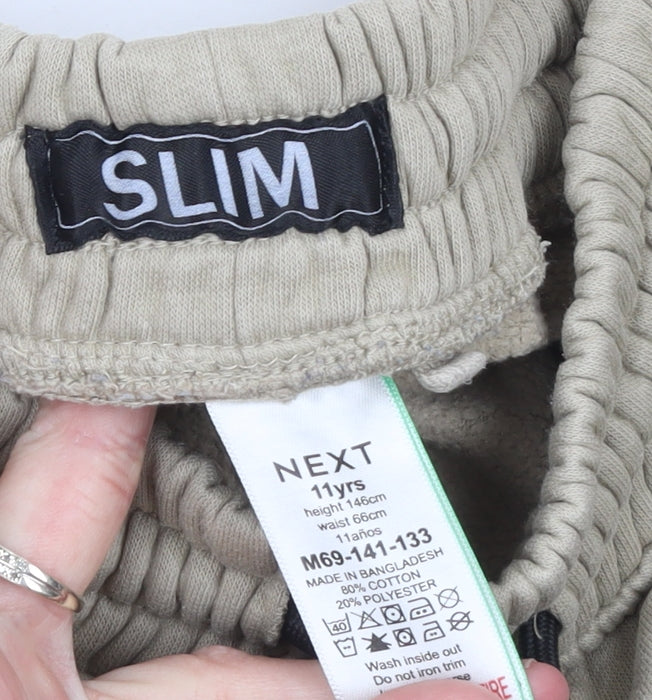 SLIM
NEXT
11yrs
height 146cm
waist 66cm
11años
M69-141-133
MADE IN BANGLADESH
80% COTTON
20% POLYESTER
40
Wash inside out
Do not iron trim